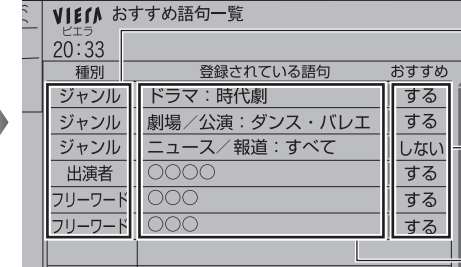 VIERA おすすめ語句一覧
ビエラ
20:33
種別 登録されている語句 おすすめ
ジャンル ドラマ：時代劇 する
ジャンル 劇場／公演：ダンス・バレエ する
ジャンル ニュース／報道：すべて しない
出演者 ○○○○ する
フリーワード ○○○ する
フリーワード ○○○ する